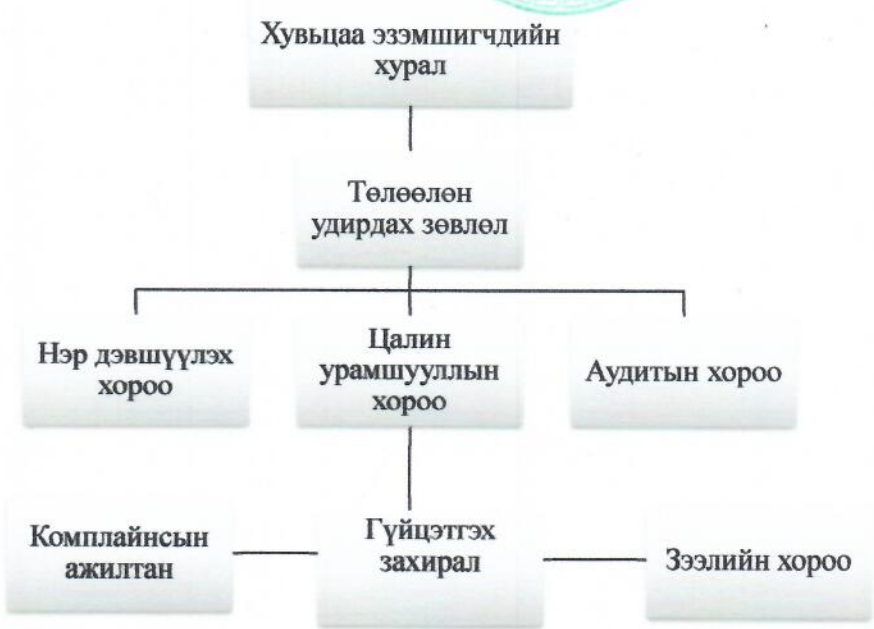 Хувьцаа эзэмшигчдийн
хурал
Төлөөлөн
удирдах зөвлөл
Нэр дэвшүүлэх
хороо
Цалин
урамшууллын
хороо
Аудитын хороо
Комплайнсын
ажилтан
Гүйцэтгэх
захирал
Зээлийн хороо